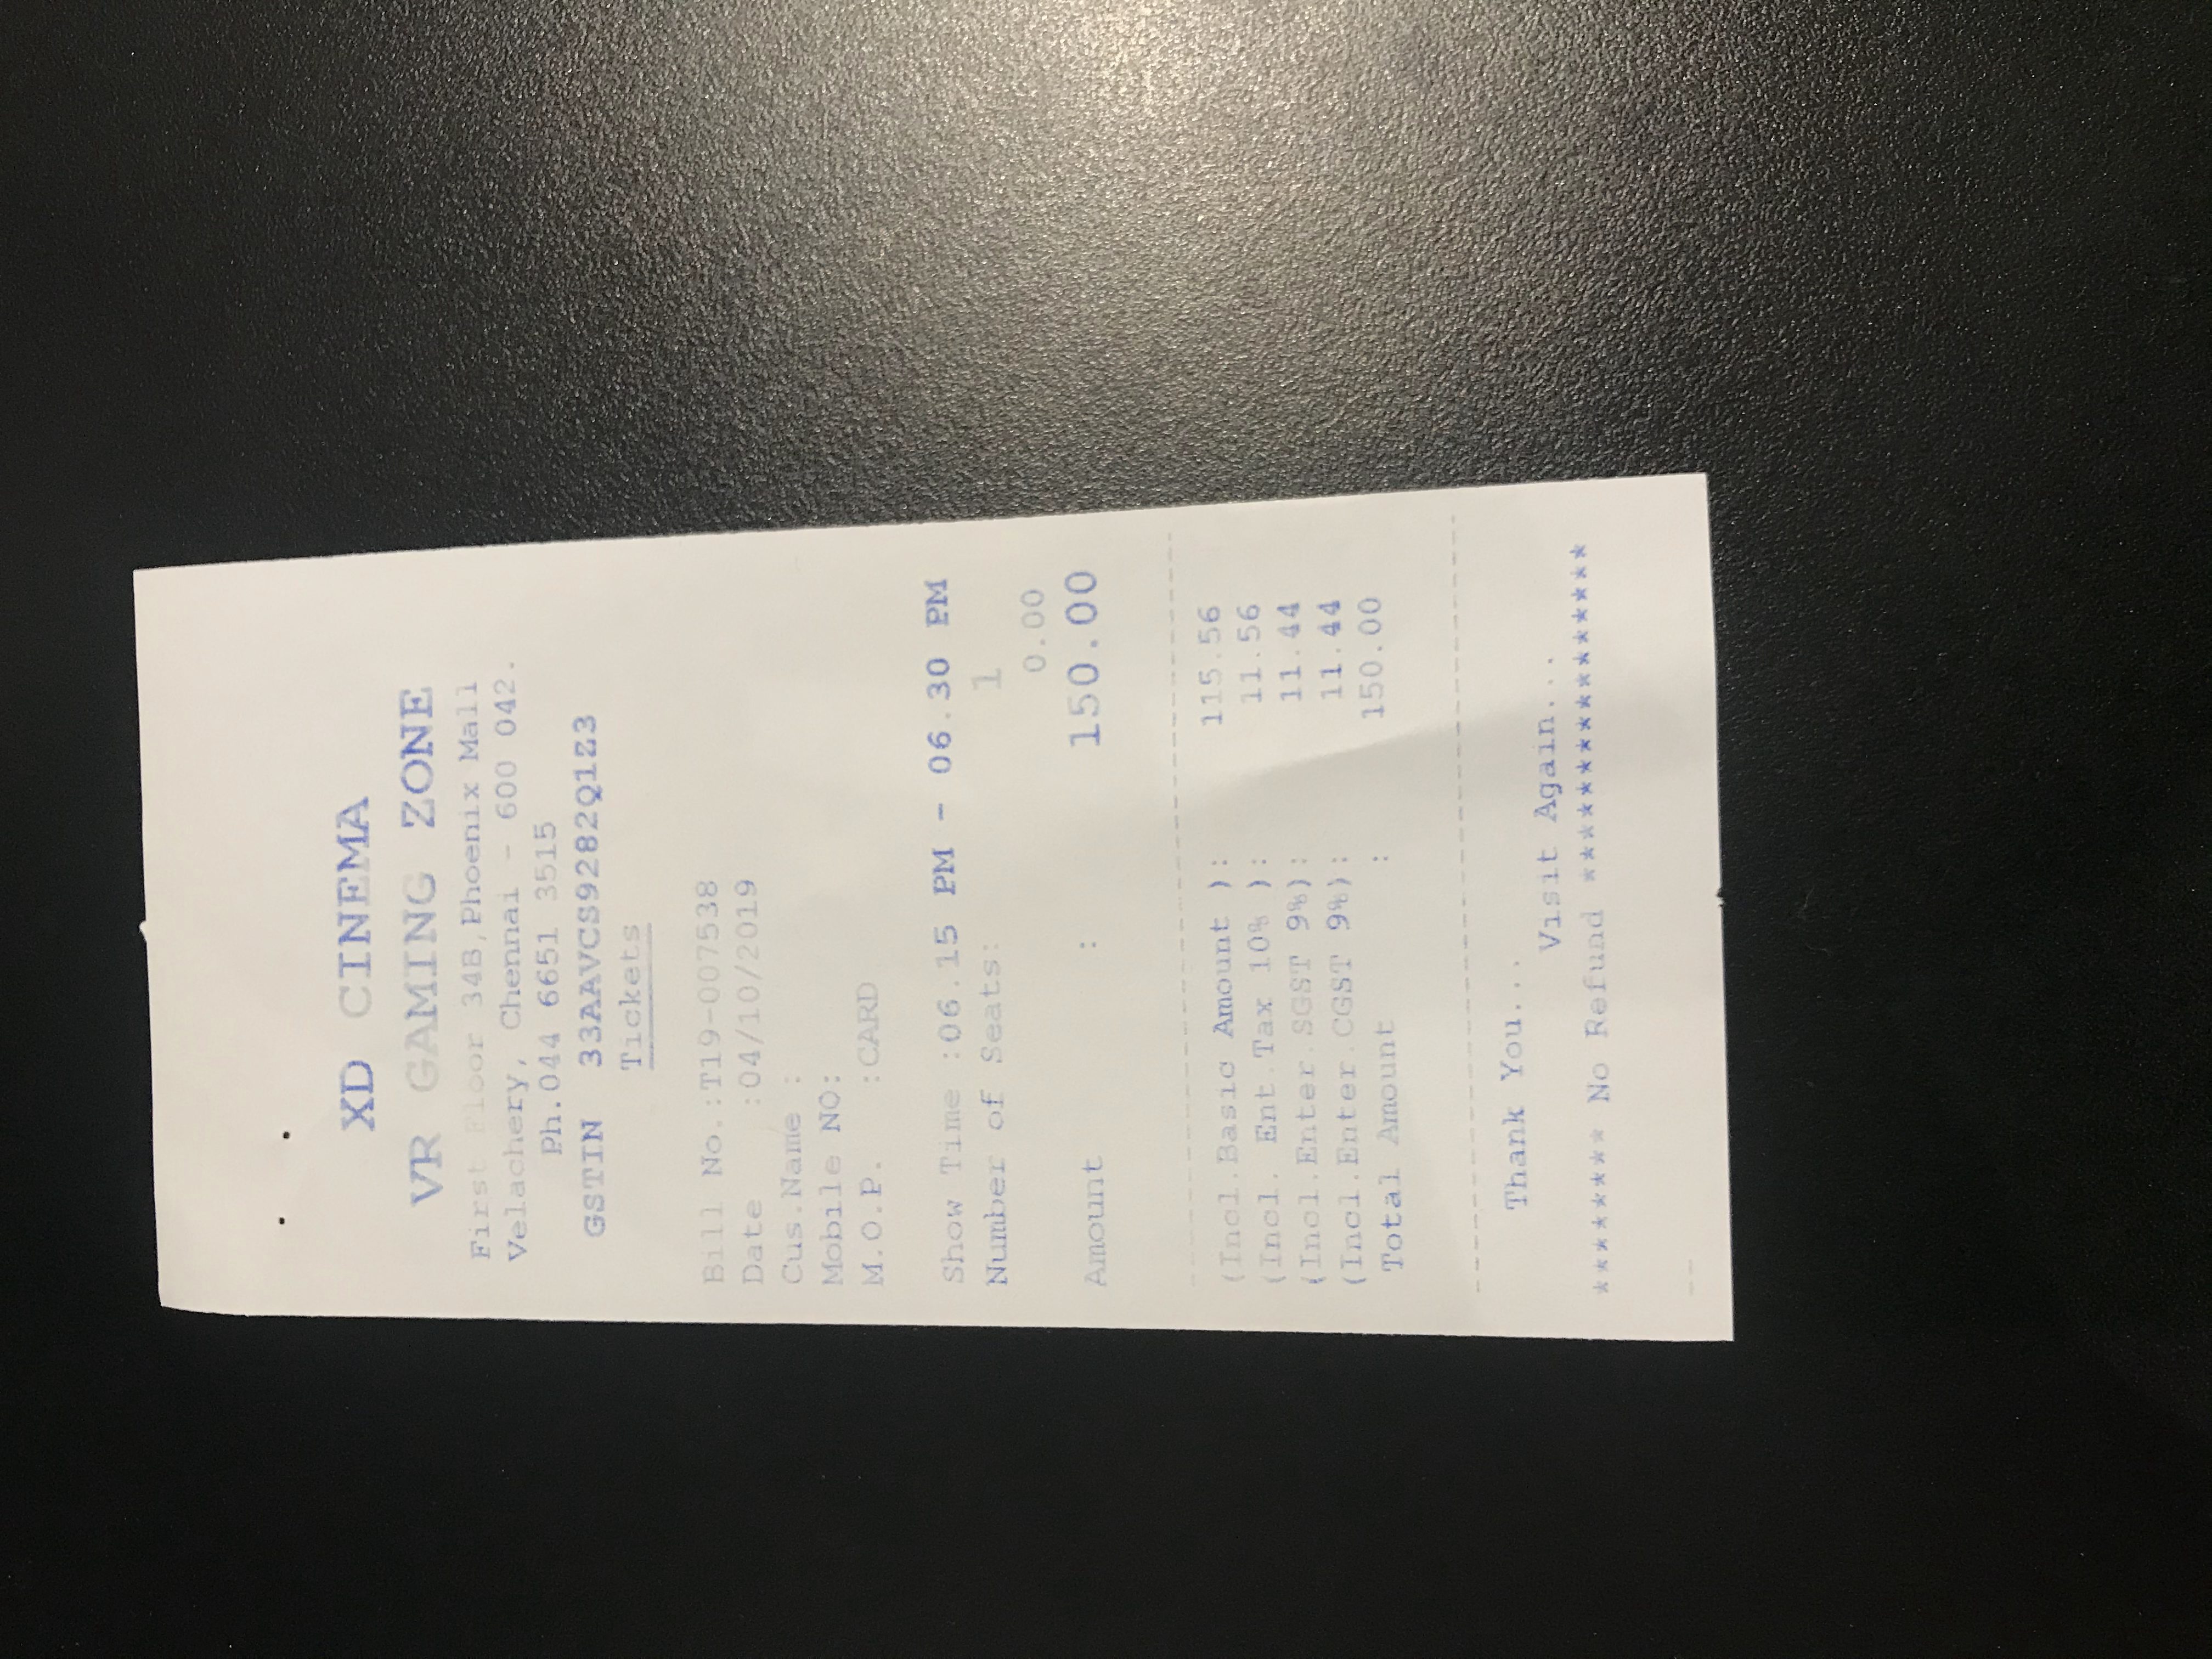 XD CINEMA
VR GAMING ZONE
First Floor 34B,Phoenix Mall
Velachery, Chennai - 600 042.
Ph.044 6651 3515
GSTIN 33AAVCS9282Q1Z3
Tickets
Bill No.:T19-007538
Date :04/10/2019
Cus.Name :
Mobile NO:
M.O.P. :CARD
Show Time :06.15 PM - 06.30 PM
Number of Seats: 1
0.00
Amount : 150.00
(Incl.Basic Amount ): 115.56
(Incl. Ent.Tax 10% ): 11.56
(Incl.Enter.SGST 9%): 11.44
(Incl.Enter.CGST 9%): 11.44
Total Amount : 150.00
Thank You...
Visit Again...
******** No Refund ****************